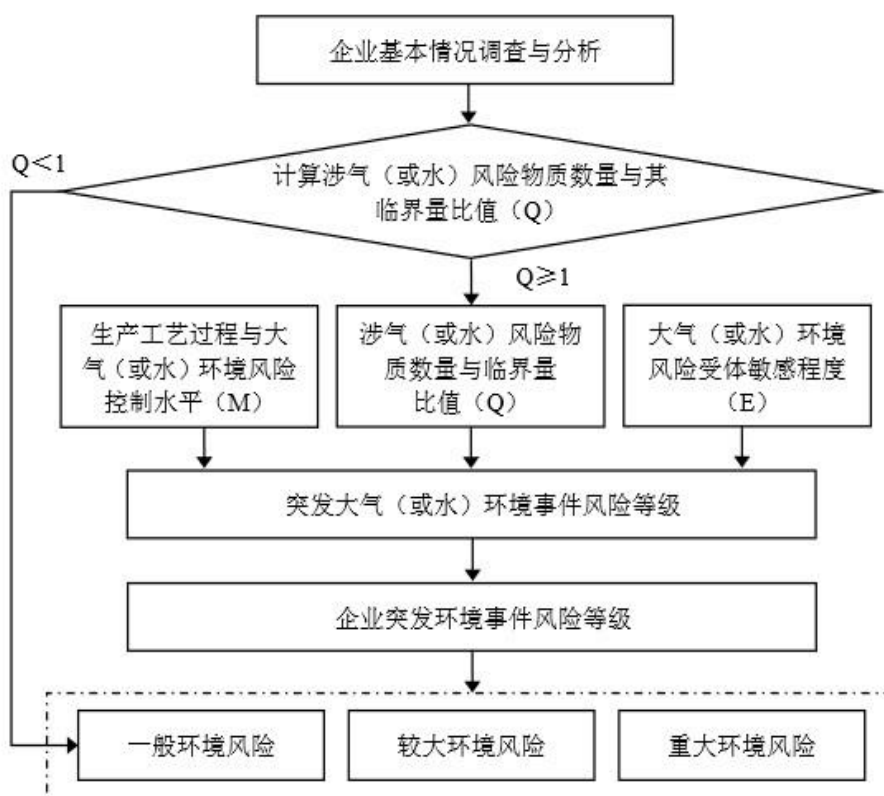 企业基本情况调查与分析
Q＜1
计算涉气（或水）风险物质数量与其
临界量比值（Q）
Q≥1
生产工艺过程与大
气（或水）环境风险
控制水平（M）
涉气（或水）风险物
质数量与临界量
比值（Q）
大气（或水）环境
风险受体敏感程度
（E）
突发大气（或水）环境事件风险等级
企业突发环境事件风险等级
一般环境风险
较大环境风险
重大环境风险